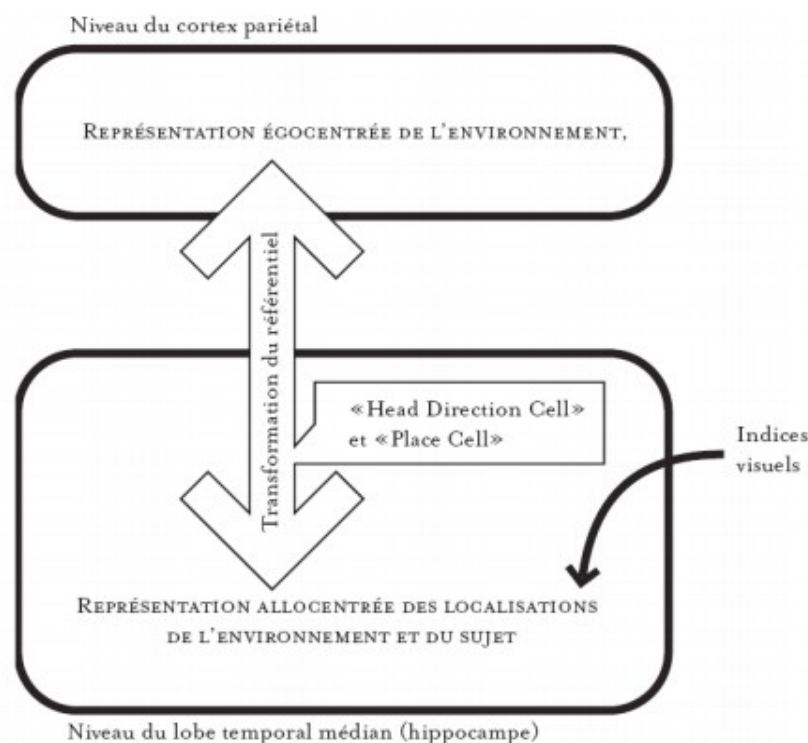 Niveau du cortex pariétal
Représentation égocentrée de l'environnement,
Transformation du référentiel
«Head Direction Cell»
et «Place Cell»
Indices
visuels
Représentation allocentrée des localisations
de l'environnement et du sujet
Niveau du lobe temporal médian (hippocampe)